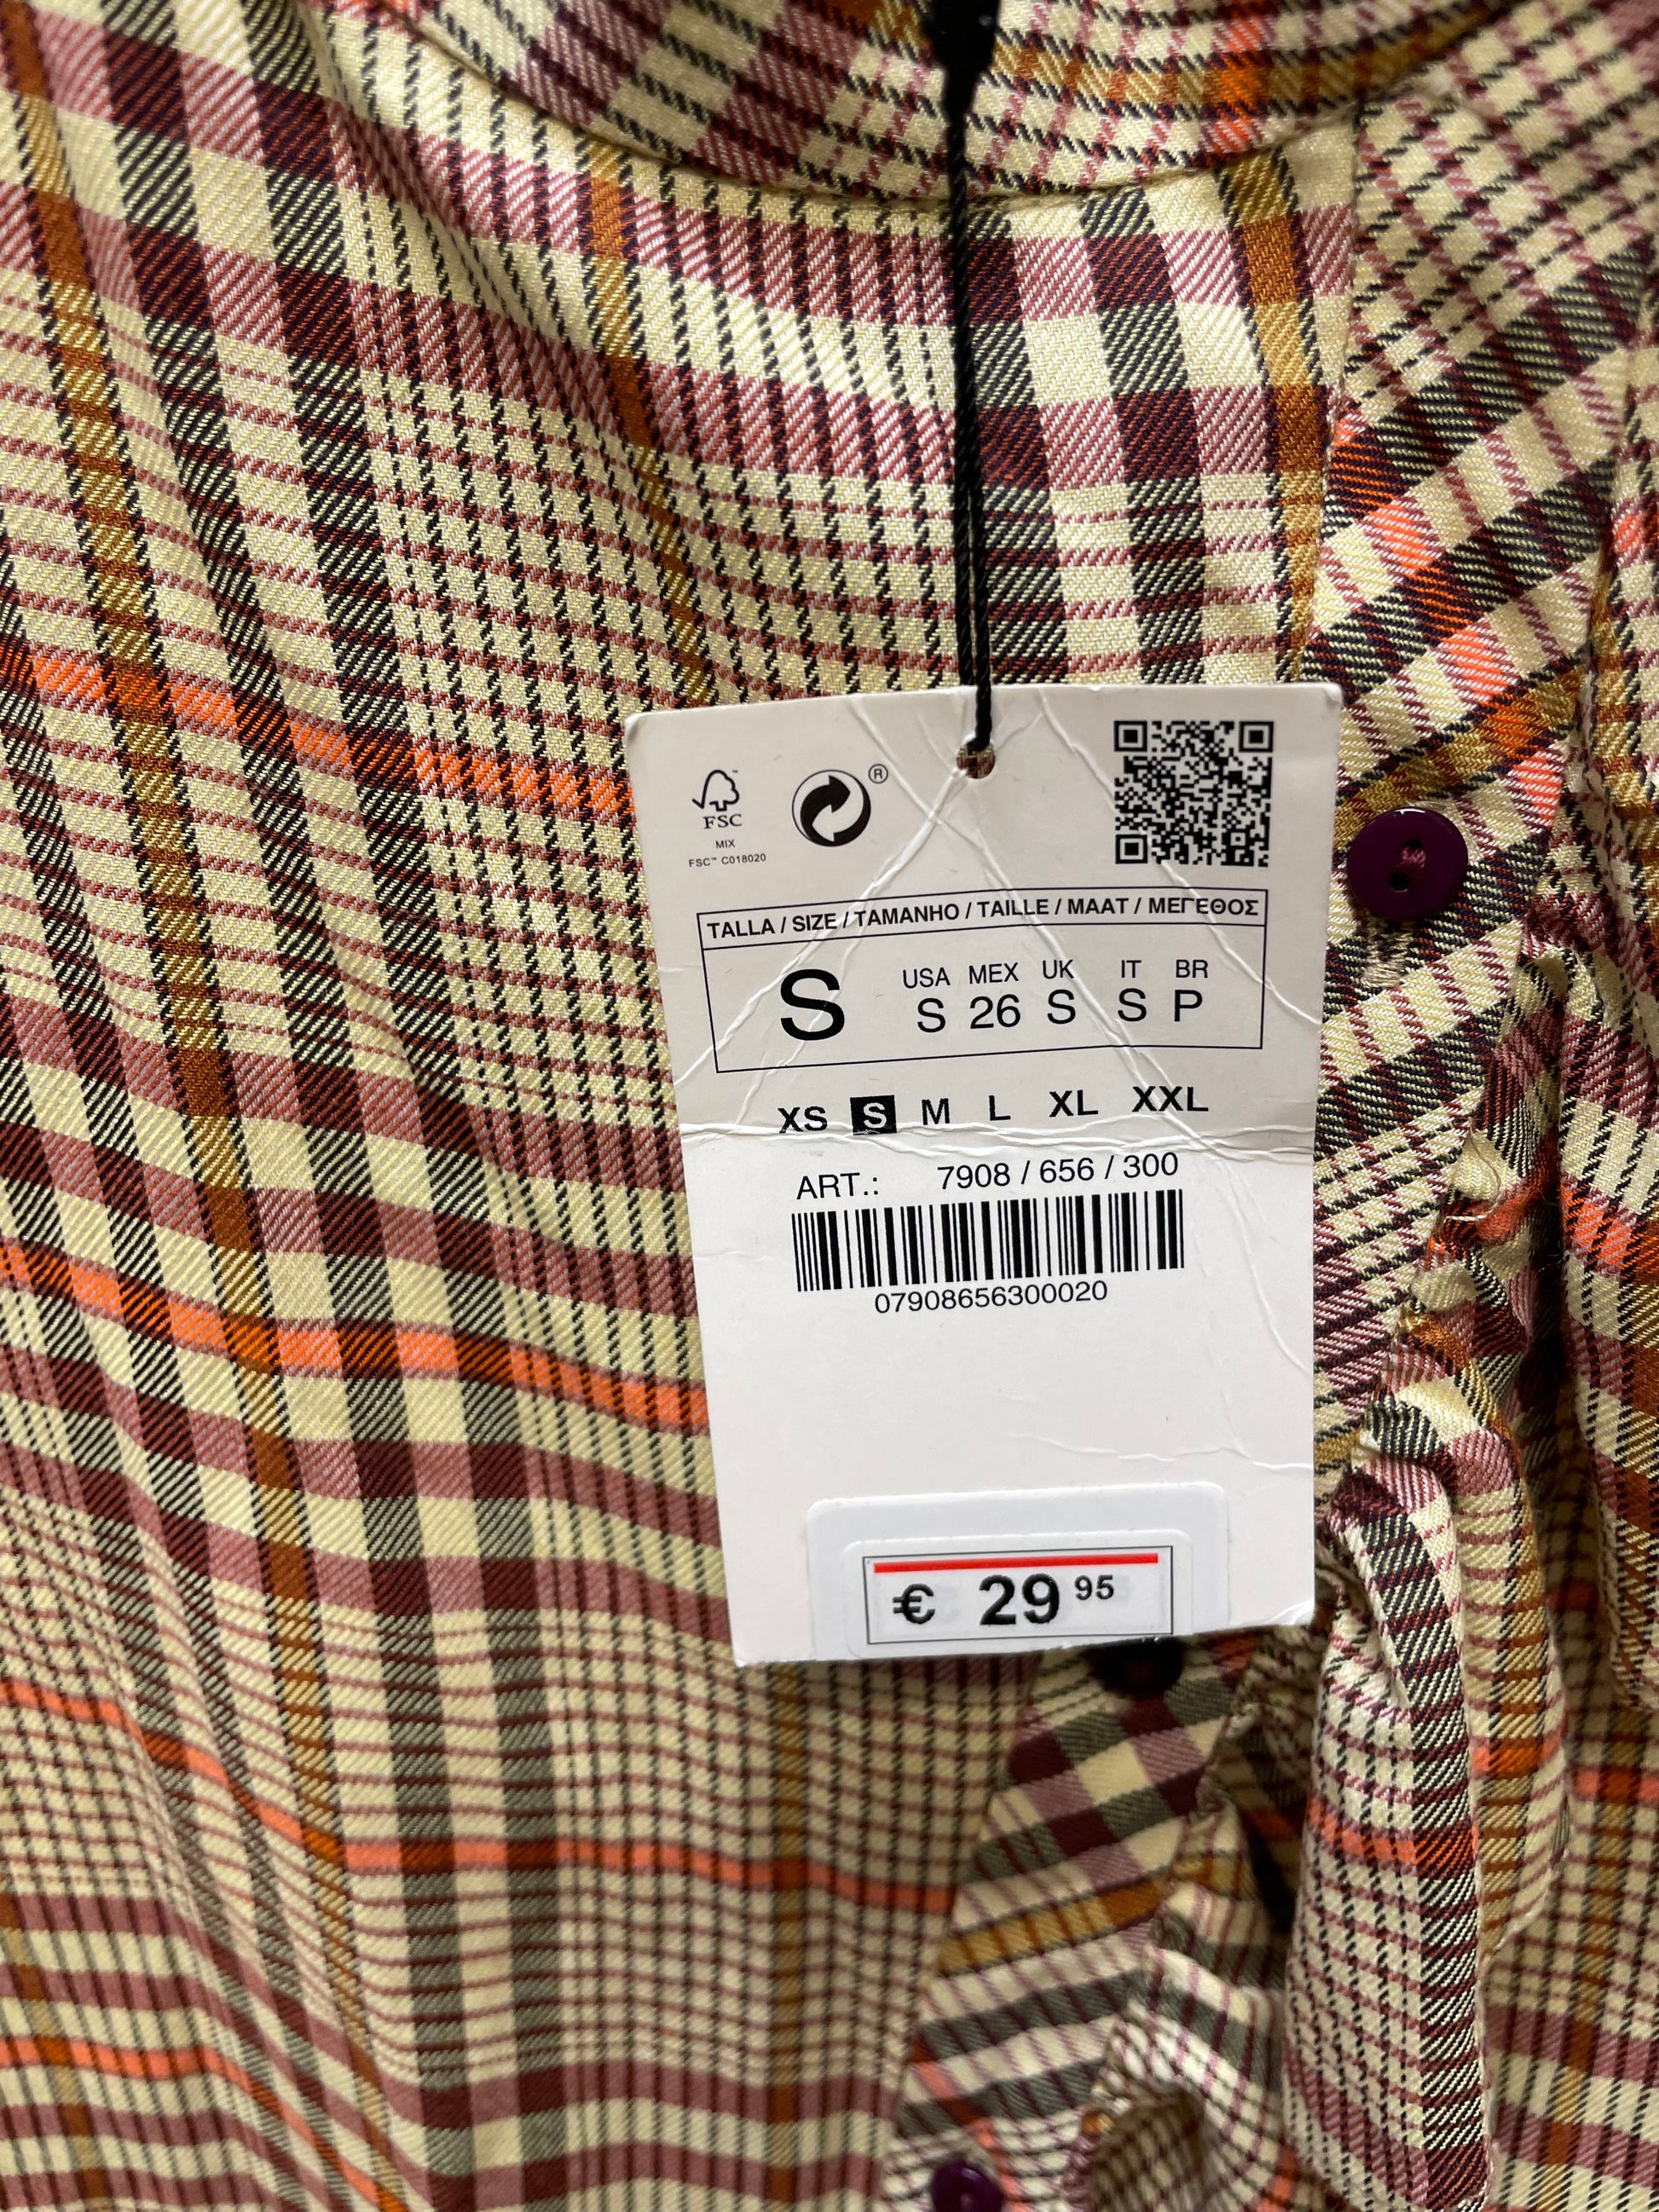 FSC
MIX
FSC™ C018020
®
TALLA / SIZE / TAMANHO / TAILLE / MAAT / ΜΕΓΕΘΟΣ
USA MEX UK IT BR
S S 26 S S P
XS S M L XL XXL
ART.: 7908 / 656 / 300
07908656300020
€ 29 95